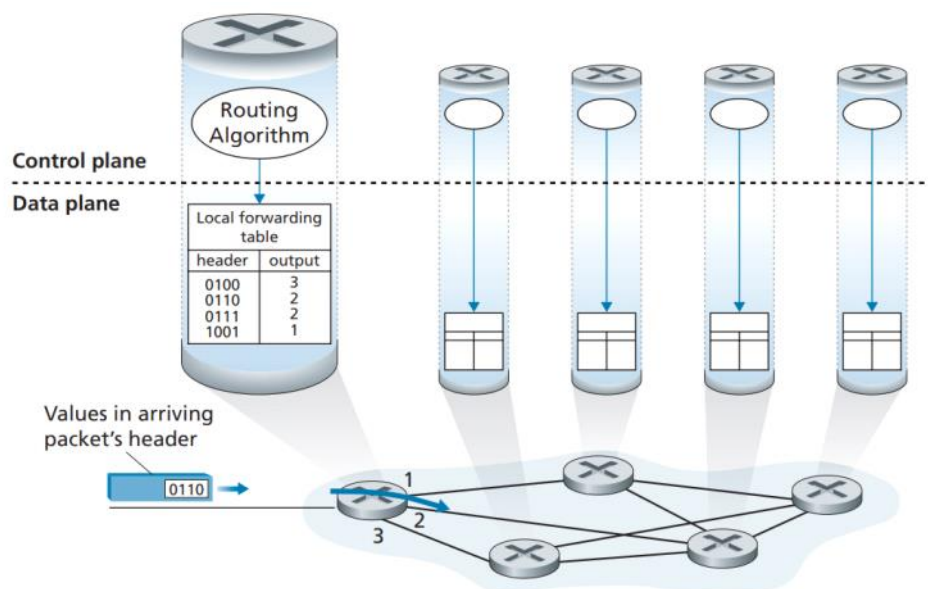 Routing
Algorithm
Control plane
Data plane
Local forwarding
table
header output
0100 3
0110 2
0111 2
1001 1
Values in arriving
packet's header
0110
1
2
3